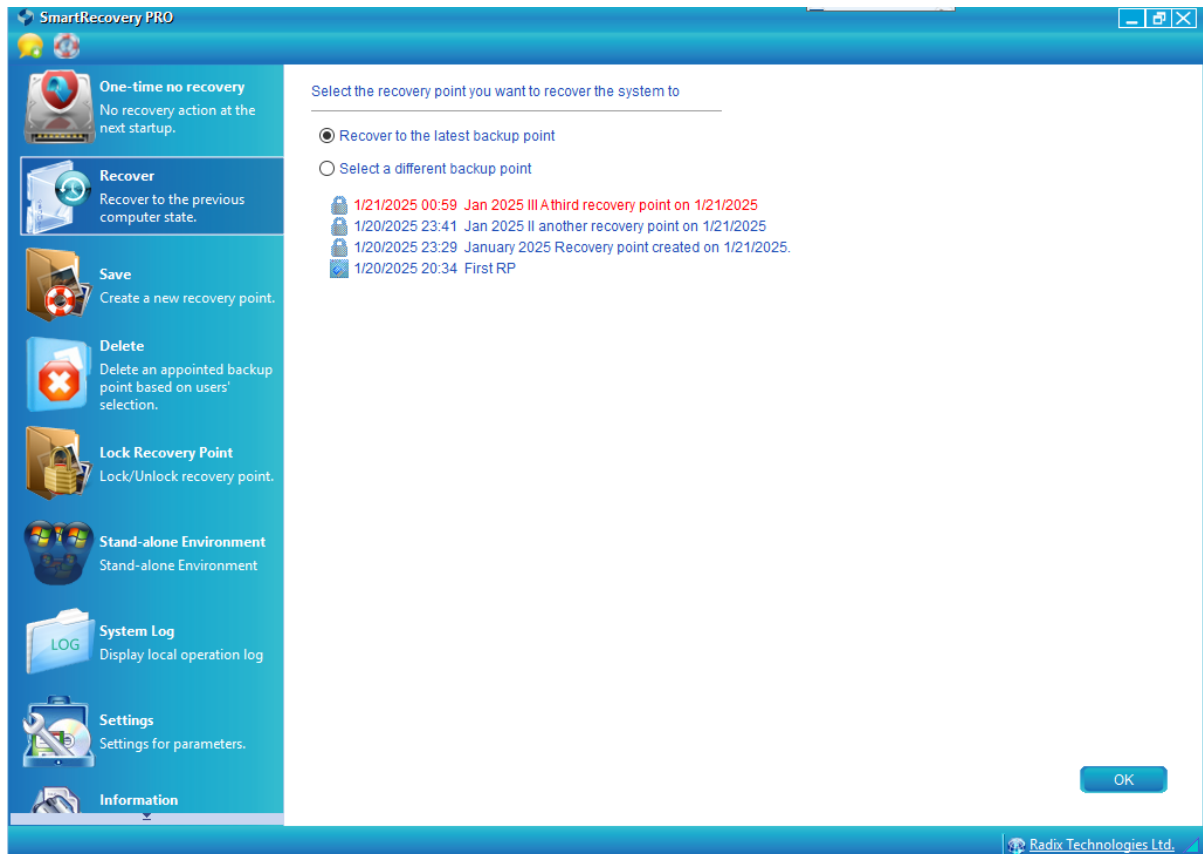 SmartRecovery PRO
One-time no recovery
No recovery action at the
next startup.
Recover
Recover to the previous
computer state.
Save
Create a new recovery point.
Delete
Delete an appointed backup
point based on users'
selection.
Lock Recovery Point
Lock/Unlock recovery point.
Stand-alone Environment
Stand-alone Environment
LOG
System Log
Display local operation log
Settings
Settings for parameters.
Information
Select the recovery point you want to recover the system to
Recover to the latest backup point
Select a different backup point
1/21/2025 00:59 Jan 2025 III A third recovery point on 1/21/2025
1/20/2025 23:41 Jan 2025 II another recovery point on 1/21/2025
1/20/2025 23:29 January 2025 Recovery point created on 1/21/2025.
1/20/2025 20:34 First RP
OK
Radix Technologies Ltd.